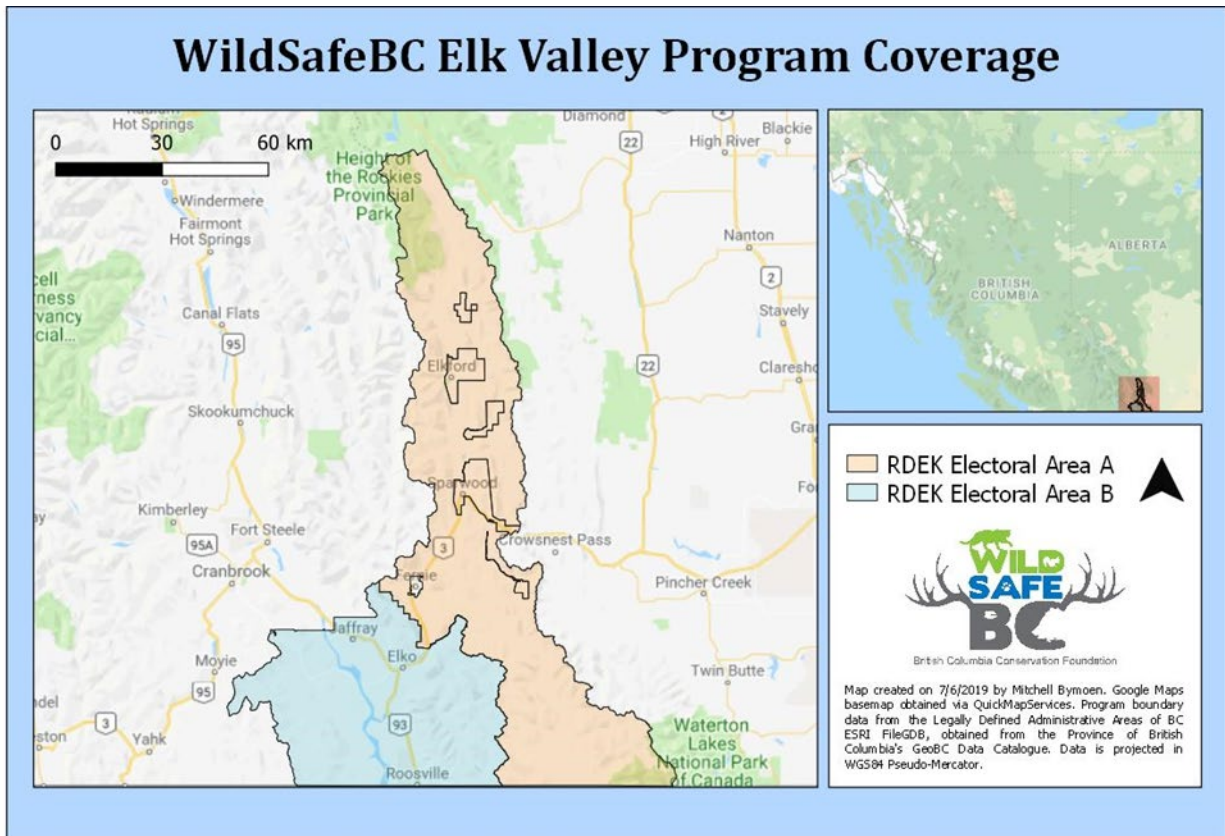 WildSafeBC Elk Valley Program Coverage
0 30 60 km
Hot Springs
Windermere
Fairmont
Hot Springs
Height of
the Rockies
Provincial
Park
Diamond
22
High River
Blackie
Nanton
2
Stavely
Canal Flats
95
Elkford
22
Skookumchuck
Sparwood
Kimberley
95A
Fort Steele
Cranbrook
3
Crowsnest Pass
Fernie
Pincher Creek
Jaffray
Elko
Moyie
95
Twin Butte
3
Yahk
93
Roosville
Waterton
Lakes
National Park
of Canada
ALBERTA
BRITISH
COLUMBIA
RDEK Electoral Area A
RDEK Electoral Area B
WILD
SAFE
BC
British Columbia Conservation Foundation
Map created on 7/6/2019 by Mitchell Bymoen. Google Maps
basemap obtained via QuickMapServices. Program boundary
data from the Legally Defined Administrative Areas of BC
ESRI FileGDB, obtained from the Province of British
Columbia's GeoBC Data Catalogue. Data is projected in
WGS84 Pseudo-Mercator.